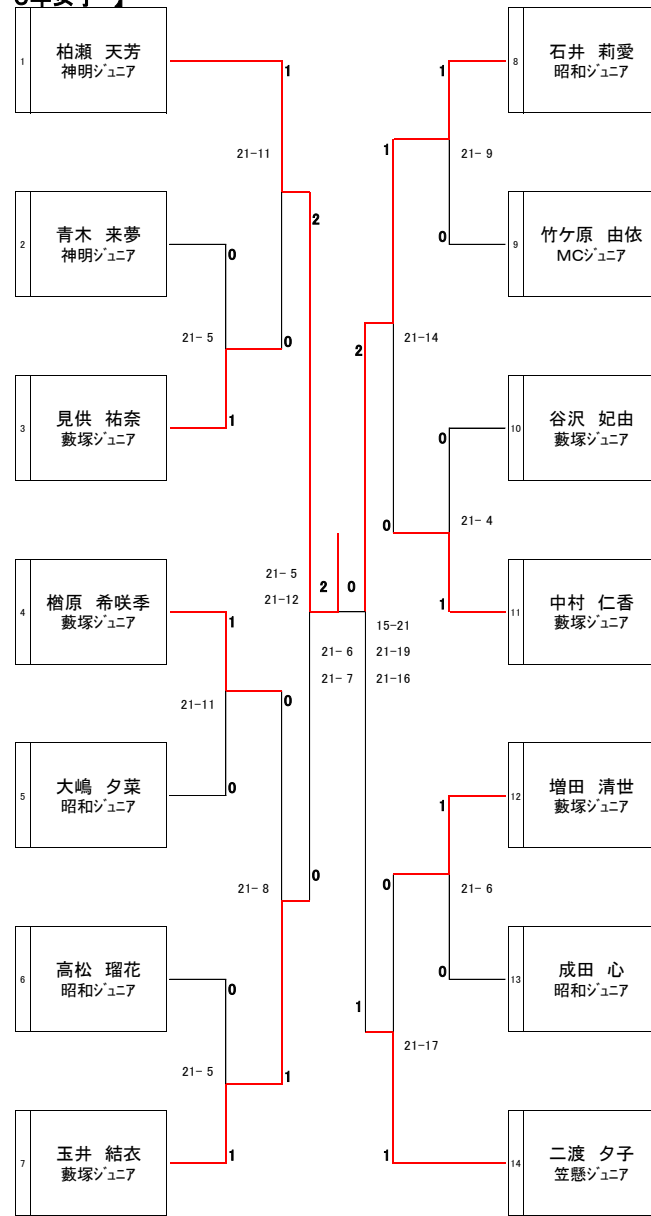 1
柏瀬 天芳
神明ジュニア
2
青木 来夢
神明ジュニア
3
見供 祐奈
藪塚ジュニア
4
楢原 希咲季
藪塚ジュニア
5
大嶋 夕菜
昭和ジュニア
6
高松 瑠花
昭和ジュニア
7
玉井 結衣
藪塚ジュニア
1
21-11
0
21- 5
0
1
2
1
21-11
0
0
21- 8
0
0
21- 5
1
1
21- 5
21-12
2
0
21- 6
21- 7
15-21
21-19
21-16
2
1
1
21- 9
0
1
21-14
0
0
21- 4
1
1
21- 6
0
0
21-17
1
8
石井 莉愛
昭和ジュニア
9
竹ケ原 由依
MCジュニア
10
谷沢 妃由
藪塚ジュニア
11
中村 仁香
藪塚ジュニア
12
増田 清世
藪塚ジュニア
13
成田 心
昭和ジュニア
14
二渡 夕子
笠懸ジュニア